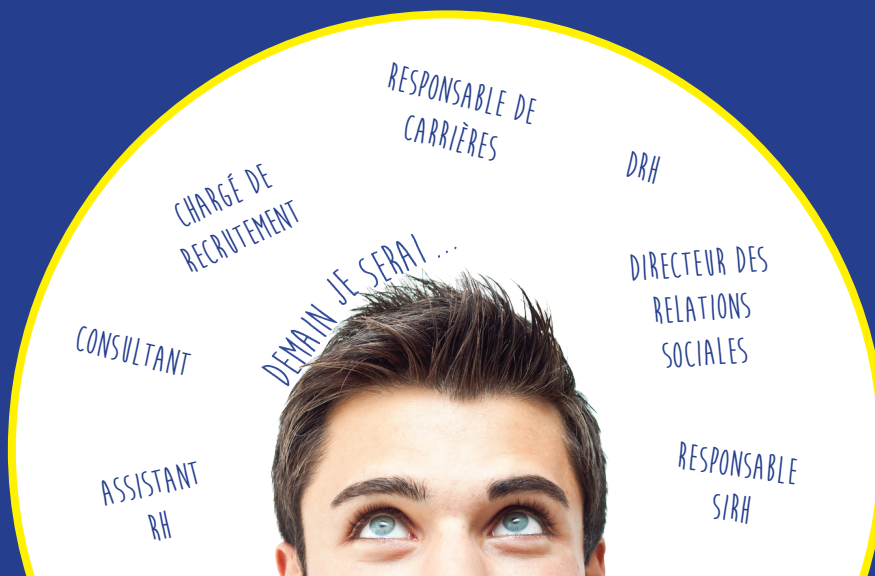 RESPONSABLE DE
CARRIÈRES
DRH
CHARGÉ DE
RECRUTEMENT
DEMAIN JE SERAI ...
DIRECTEUR DES
RELATIONS
SOCIALES
CONSULTANT
RESPONSABLE
SIRH
ASSISTANT
RH